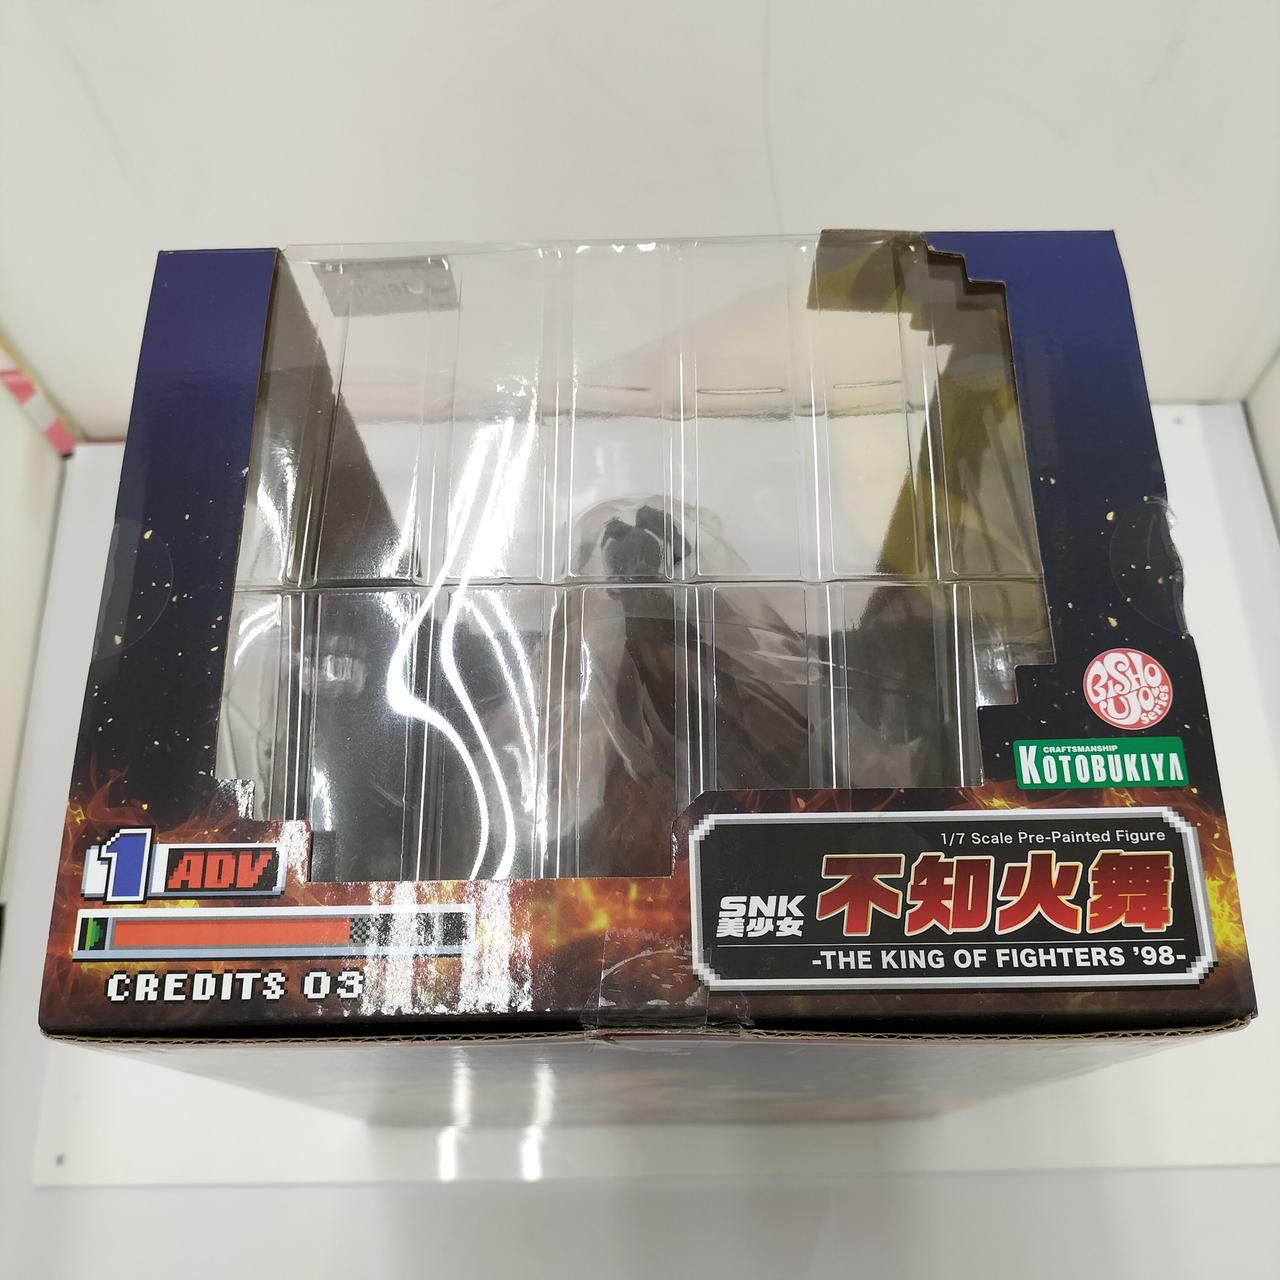 BISHOUJO series
CRAFTSMANSHIP
KOTOBUKIYA
1/7 Scale Pre-Painted Figure
SNK
美少女
不知火舞
-THE KING OF FIGHTERS '98-
1 ADV
CREDITS 03